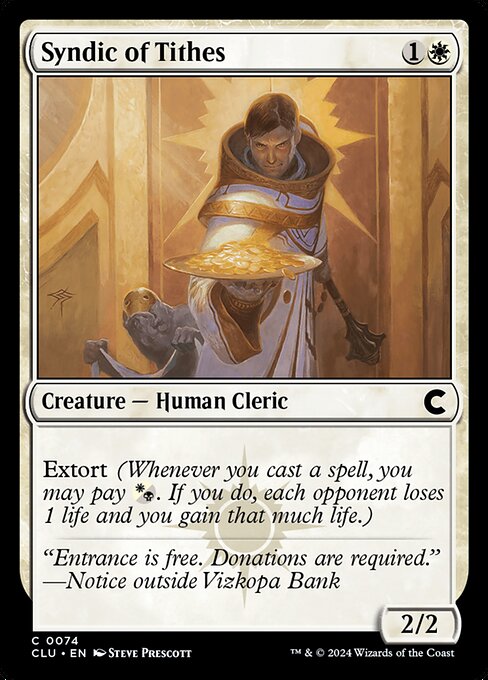 Syndic of Tithes 1
Creature — Human Cleric
Extort (Whenever you cast a spell, you
may pay . If you do, each opponent loses
1 life and you gain that much life.)
“Entrance is free. Donations are required.”
—Notice outside Vizkopa Bank
2/2
C 0074
CLU • EN Steve Prescott
™ & © 2024 Wizards of the Coast